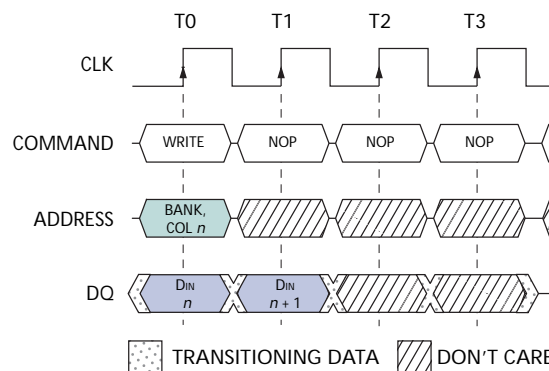 T0 T1 T2 T3
CLK
COMMAND WRITE NOP NOP NOP
ADDRESS BANK,
COL n
DQ DIN DIN
n n + 1
TRANSITIONING DATA DON'T CARE